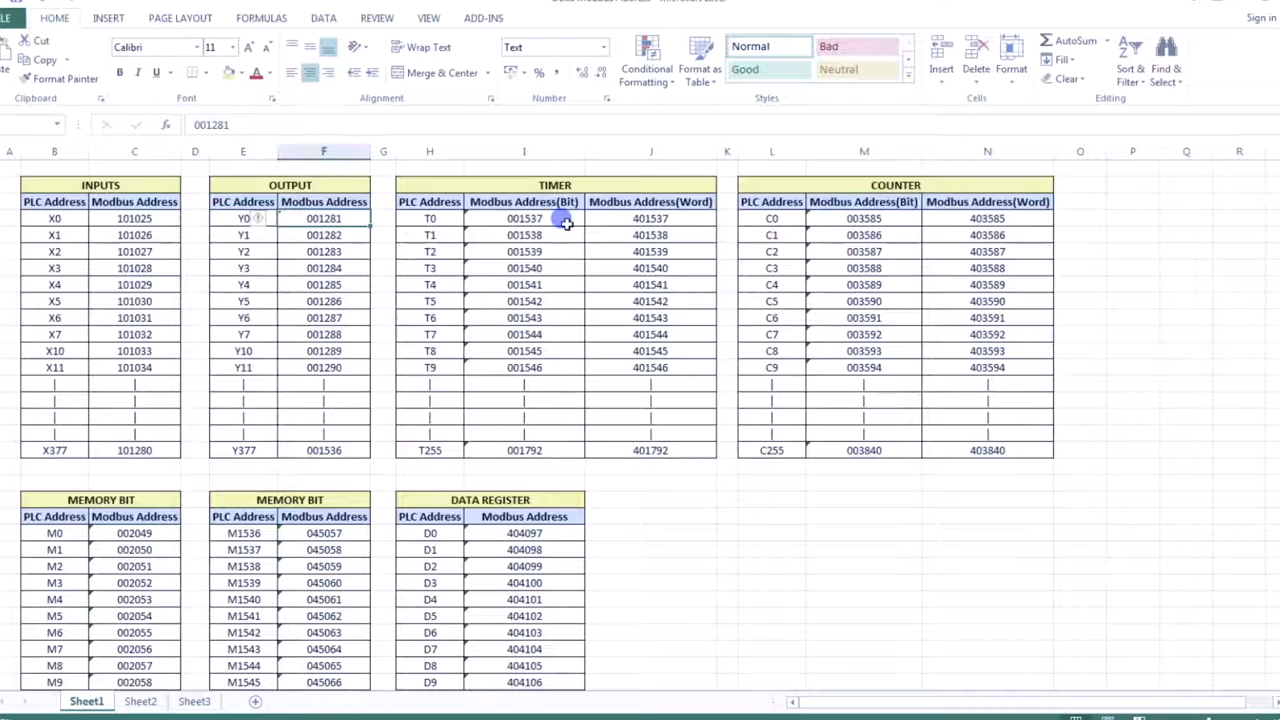 HOME INSERT PAGE LAYOUT FORMULAS DATA REVIEW VIEW ADD-INS Sign in
Cut
Copy
Format Painter
Clipboard
Calibri 11
B I U A
Font
Wrap Text
Merge & Center
Alignment
Text
%
Number
Conditional Formatting
Format as Table
Normal Bad
Good Neutral
Styles
Insert Delete Format
Cells
AutoSum
Fill
Clear
Sort & Filter
Find & Select
Editing
fx 001281
A B C D E F G H I J K L M N O P Q R
INPUTS OUTPUT TIMER COUNTER
PLC Address Modbus Address PLC Address Modbus Address PLC Address Modbus Address(Bit) Modbus Address(Word) PLC Address Modbus Address(Bit) Modbus Address(Word)
X0 101025 Y0 001281 T0 001537 401537 C0 003585 403585
X1 101026 Y1 001282 T1 001538 401538 C1 003586 403586
X2 101027 Y2 001283 T2 001539 401539 C2 003587 403587
X3 101028 Y3 001284 T3 001540 401540 C3 003588 403588
X4 101029 Y4 001285 T4 001541 401541 C4 003589 403589
X5 101030 Y5 001286 T5 001542 401542 C5 003590 403590
X6 101031 Y6 001287 T6 001543 401543 C6 003591 403591
X7 101032 Y7 001288 T7 001544 401544 C7 003592 403592
X10 101033 Y10 001289 T8 001545 401545 C8 003593 403593
X11 101034 Y11 001290 T9 001546 401546 C9 003594 403594
| | | | | | | | | |
| | | | | | | | | |
| | | | | | | | | |
| | | | | | | | | |
X377 101280 Y377 001536 T255 001792 401792 C255 003840 403840
MEMORY BIT MEMORY BIT DATA REGISTER
PLC Address Modbus Address PLC Address Modbus Address PLC Address Modbus Address
M0 002049 M1536 045057 D0 404097
M1 002050 M1537 045058 D1 404098
M2 002051 M1538 045059 D2 404099
M3 002052 M1539 045060 D3 404100
M4 002053 M1540 045061 D4 404101
M5 002054 M1541 045062 D5 404102
M6 002055 M1542 045063 D6 404103
M7 002056 M1543 045064 D7 404104
M8 002057 M1544 045065 D8 404105
M9 002058 M1545 045066 D9 404106
Sheet1 Sheet2 Sheet3